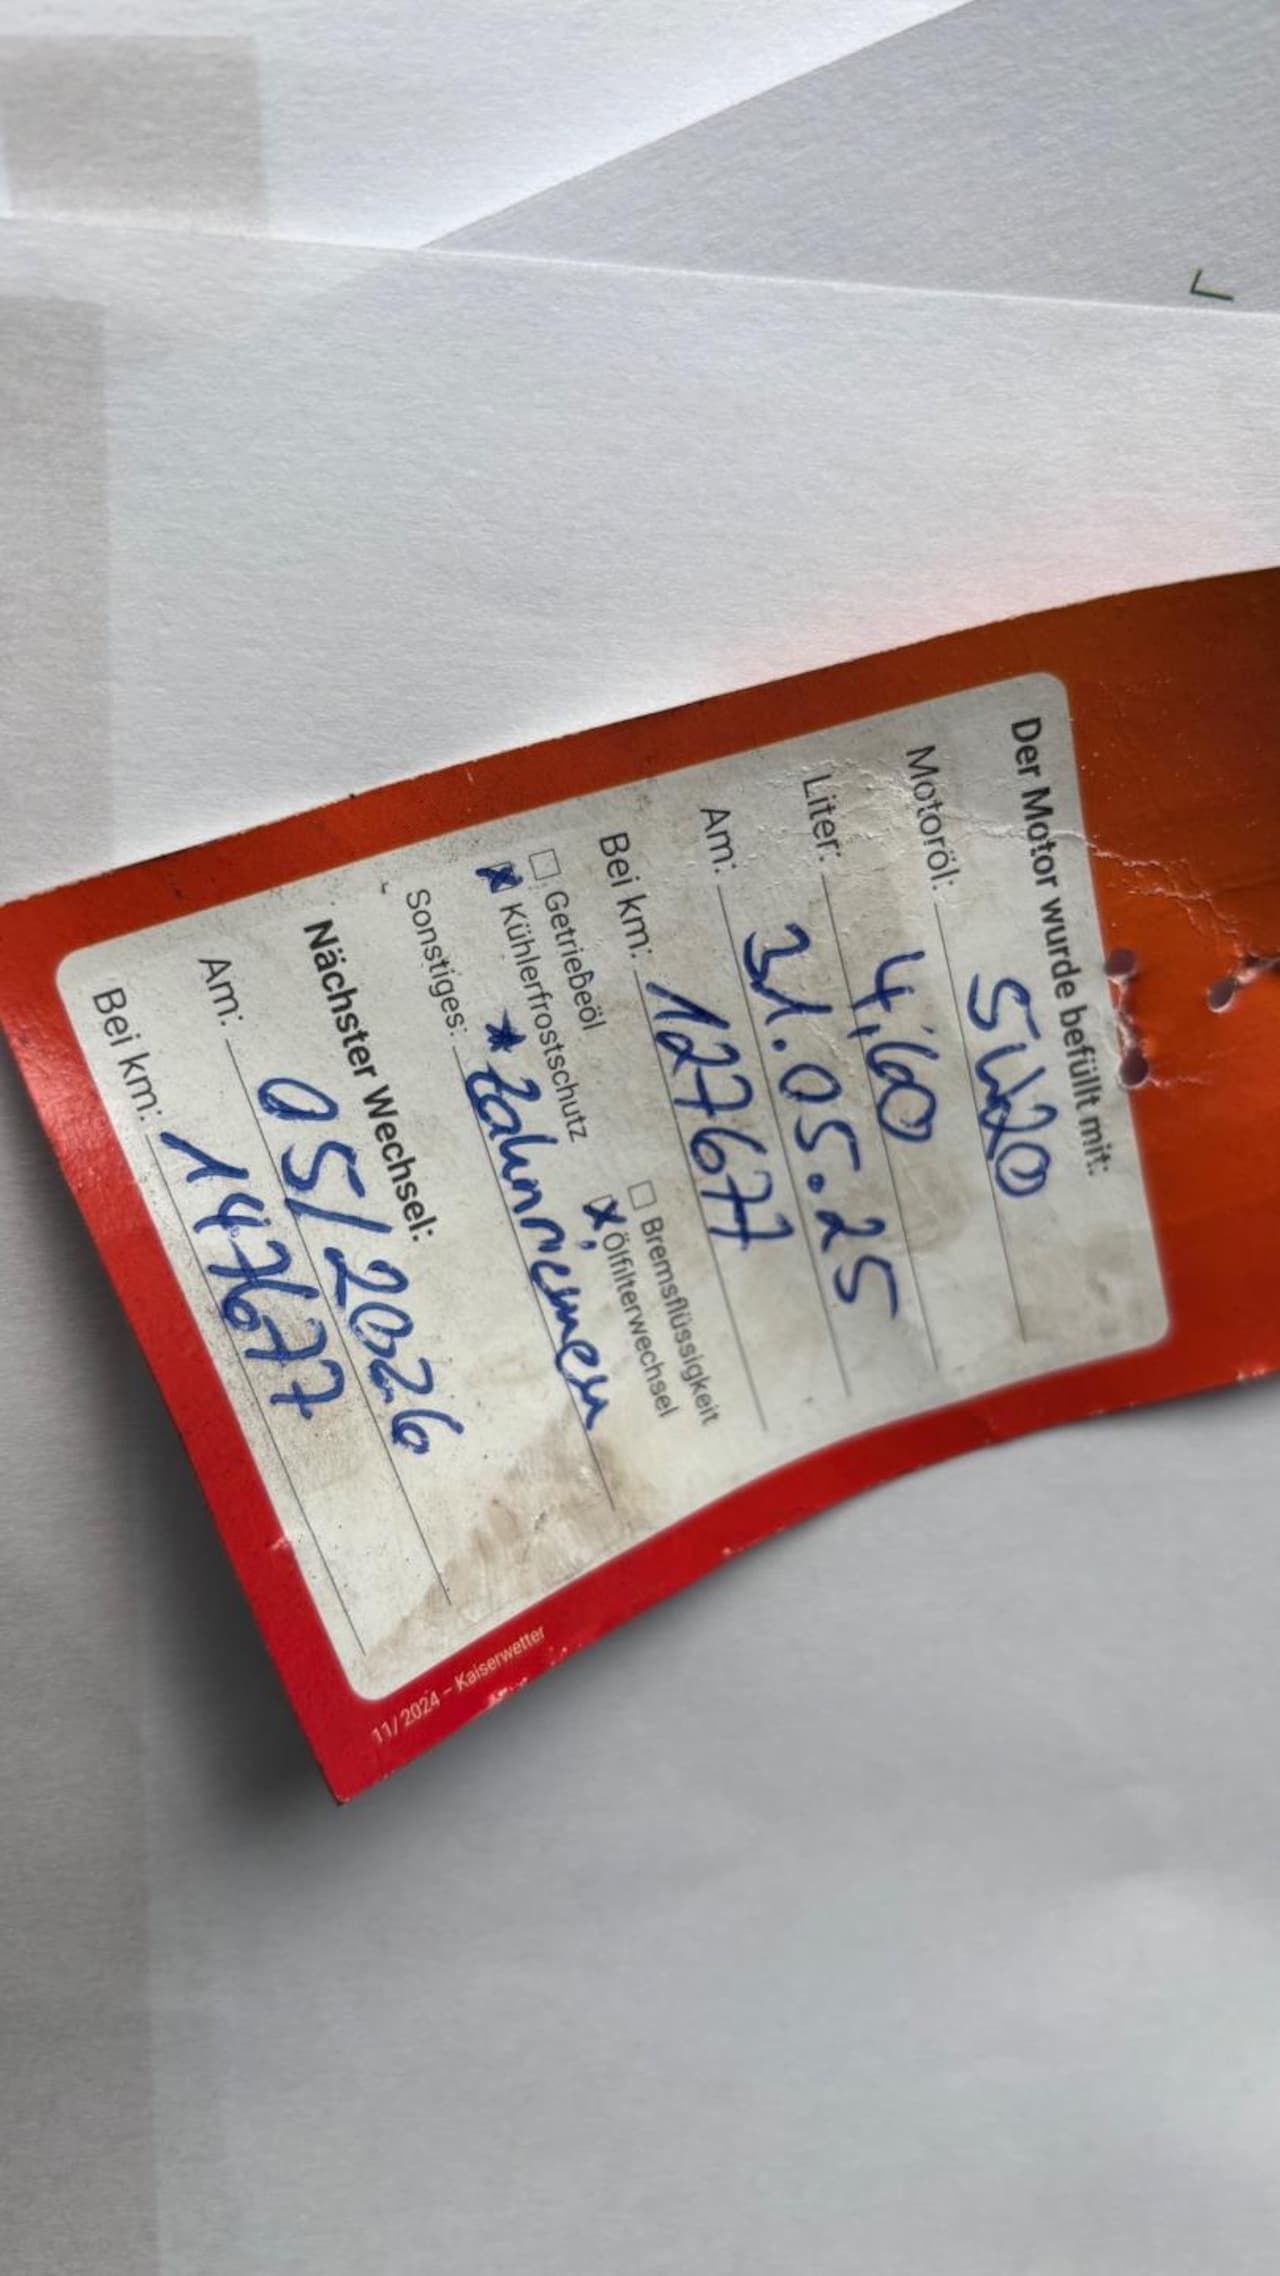 Der Motor wurde befüllt mit:
Motoröl: 5W20
Liter: 4,60
Am: 31.05.25
Bei km: 127677
☐ Getriebeöl ☐ Bremsflüssigkeit
☒ Kühlerfrostschutz ☒ Ölfilterwechsel
Sonstiges: * Zahnriemen
Nächster Wechsel:
Am: 05/2026
Bei km: 147677
11/2024 – Kaiserwetter